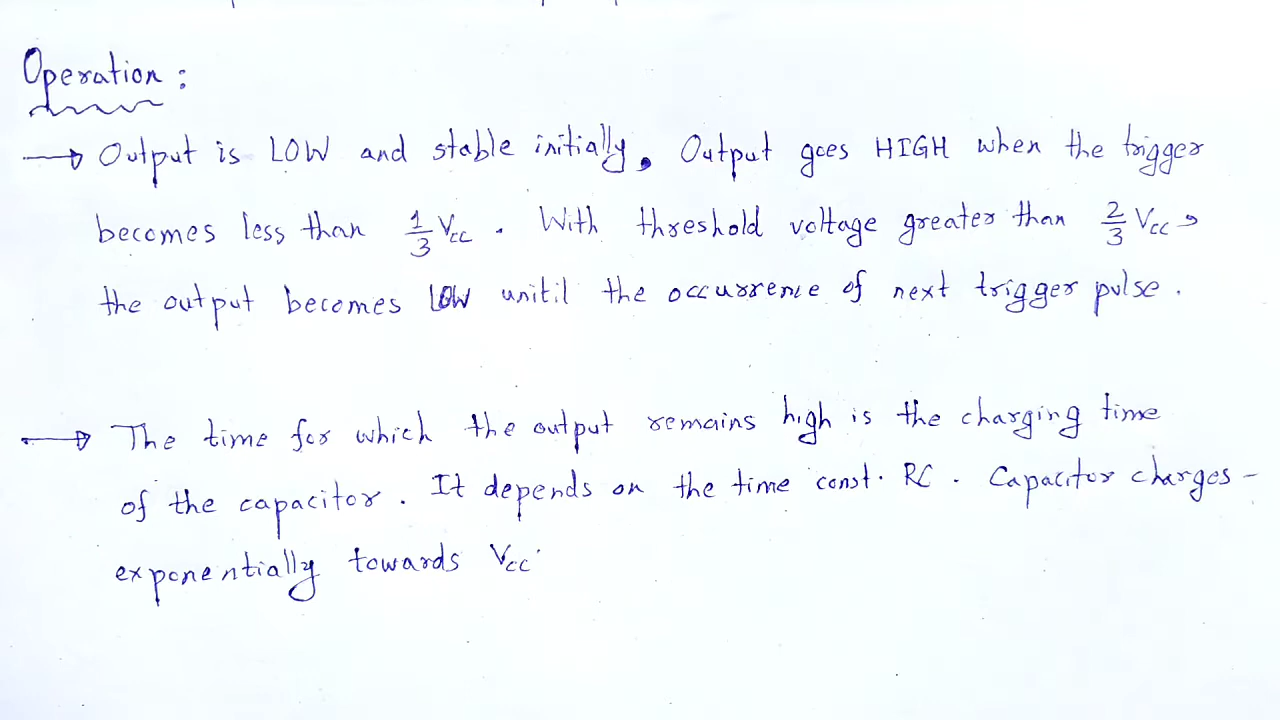 Operation :
→ Output is LOW and stable initially. Output goes HIGH when the trigger
becomes less than 1/3 Vcc . With threshold voltage greater than 2/3 Vcc ,
the output becomes LOW unitil the occurrence of next trigger pulse .
→ The time for which the output remains high is the charging time
of the capacitor . It depends on the time const. RC . Capacitor charges -
exponentially towards Vcc.